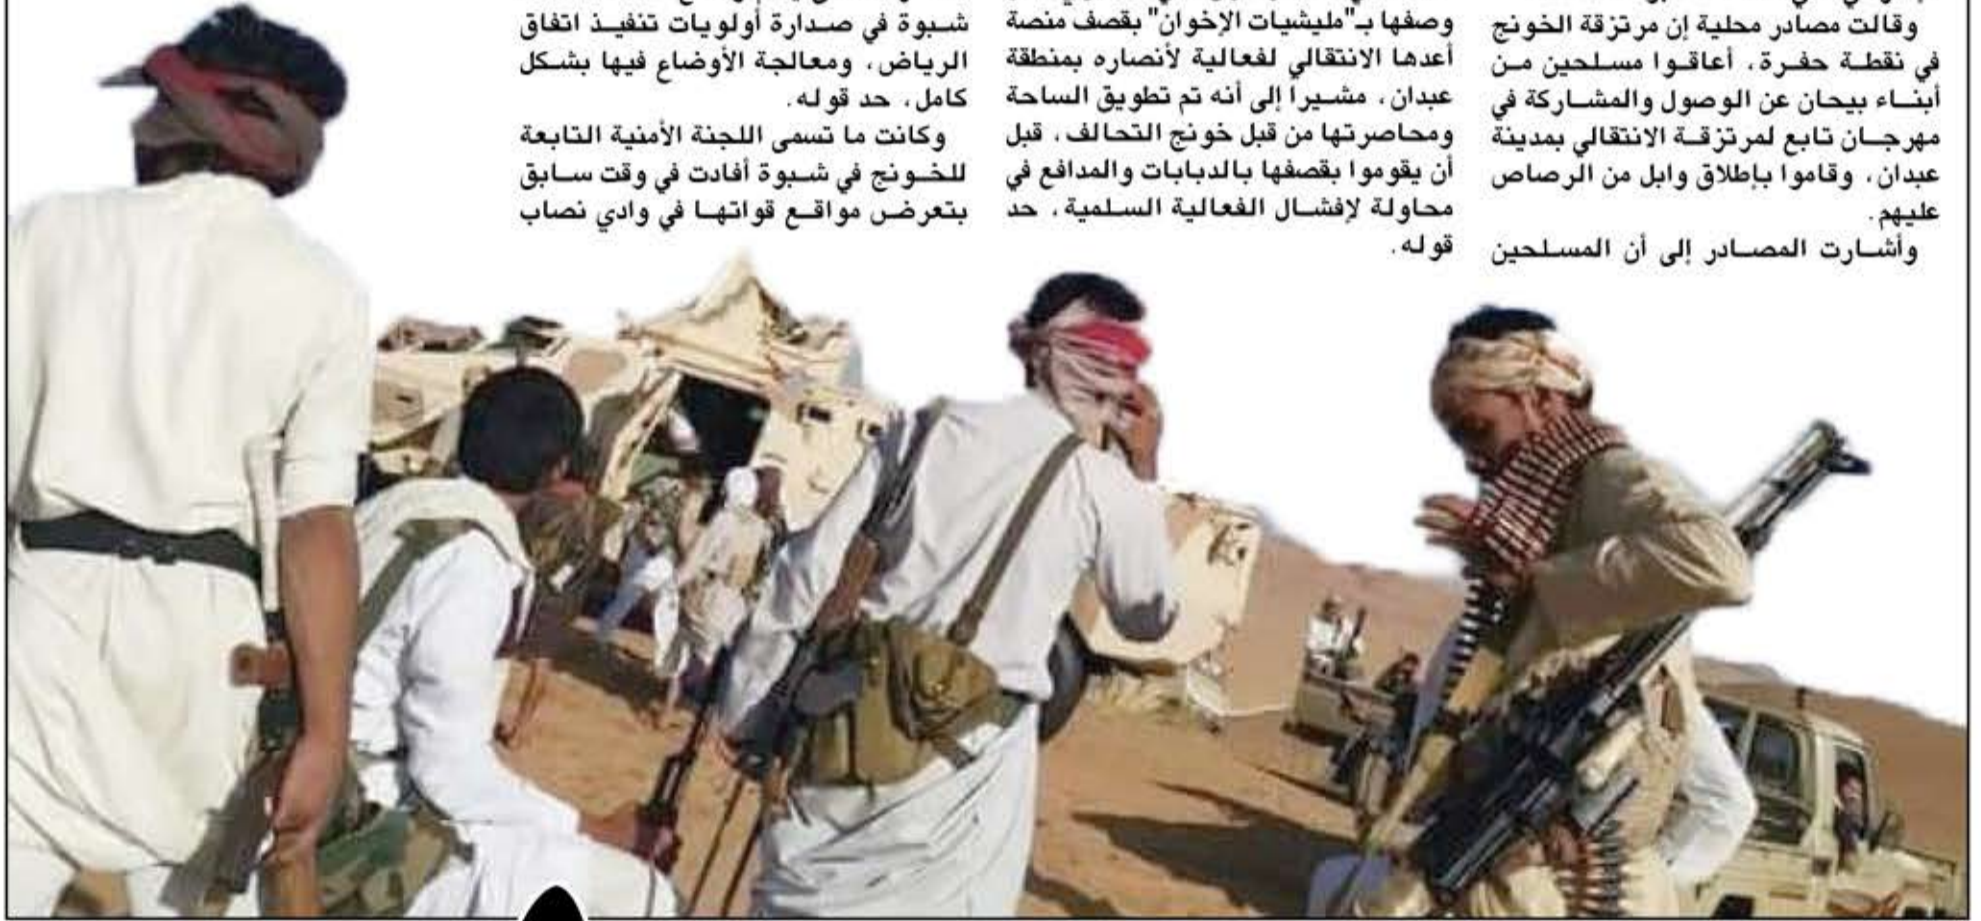 وقالت مصادر محلية إن مرتزقة الخونج
في نقطة حفرة، أعاقوا مسلحين من
أبناء بيحان عن الوصول والمشاركة في
مهرجان تابع لمرتزقة الانتقالي بمدينة
عبدان، وقاموا بإطلاق وابل من الرصاص
عليهم.
وأشارت المصادر إلى أن المسلحين
وصفها بـ"مليشيات الإخوان" بقصف منصة
أعدها الانتقالي لفعالية لأنصاره بمنطقة
عبدان، مشيرا إلى أنه تم تطويق الساحة
ومحاصرتها من قبل خونج التحالف، قبل
أن يقوموا بقصفها بالدبابات والمدافع في
محاولة لإفشال الفعالية السلمية، حد
قوله.
شبوة في صدارة أولويات تنفيذ اتفاق
الرياض، ومعالجة الأوضاع فيها بشكل
كامل، حد قوله.
وكانت ما تسمى اللجنة الأمنية التابعة
للخونج في شبوة أفادت في وقت سابق
بتعرض مواقع قواتها في وادي نصاب